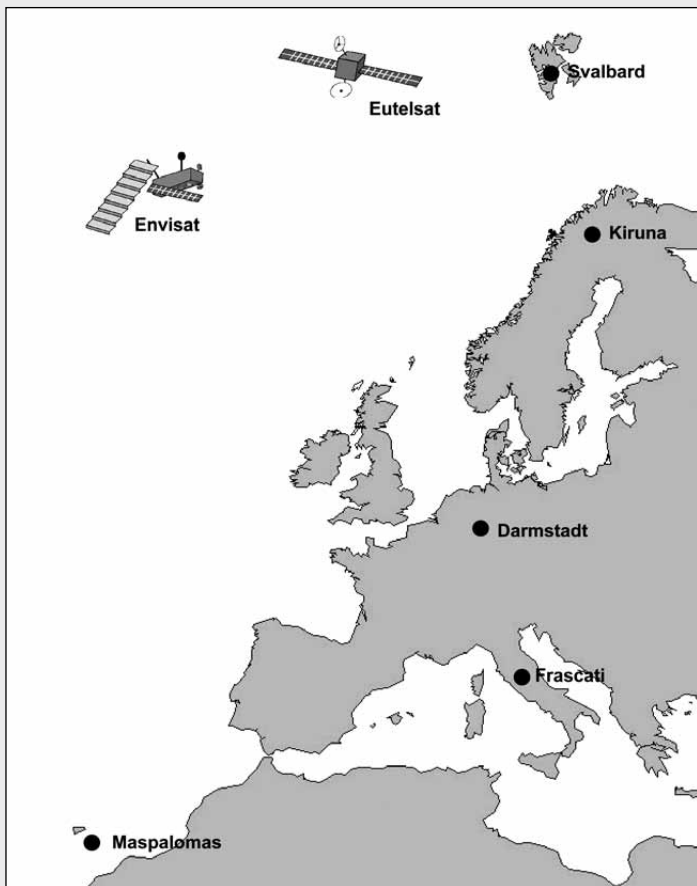 Svalbard
Eutelsat
Envisat
Kiruna
Darmstadt
Frascati
Maspalomas